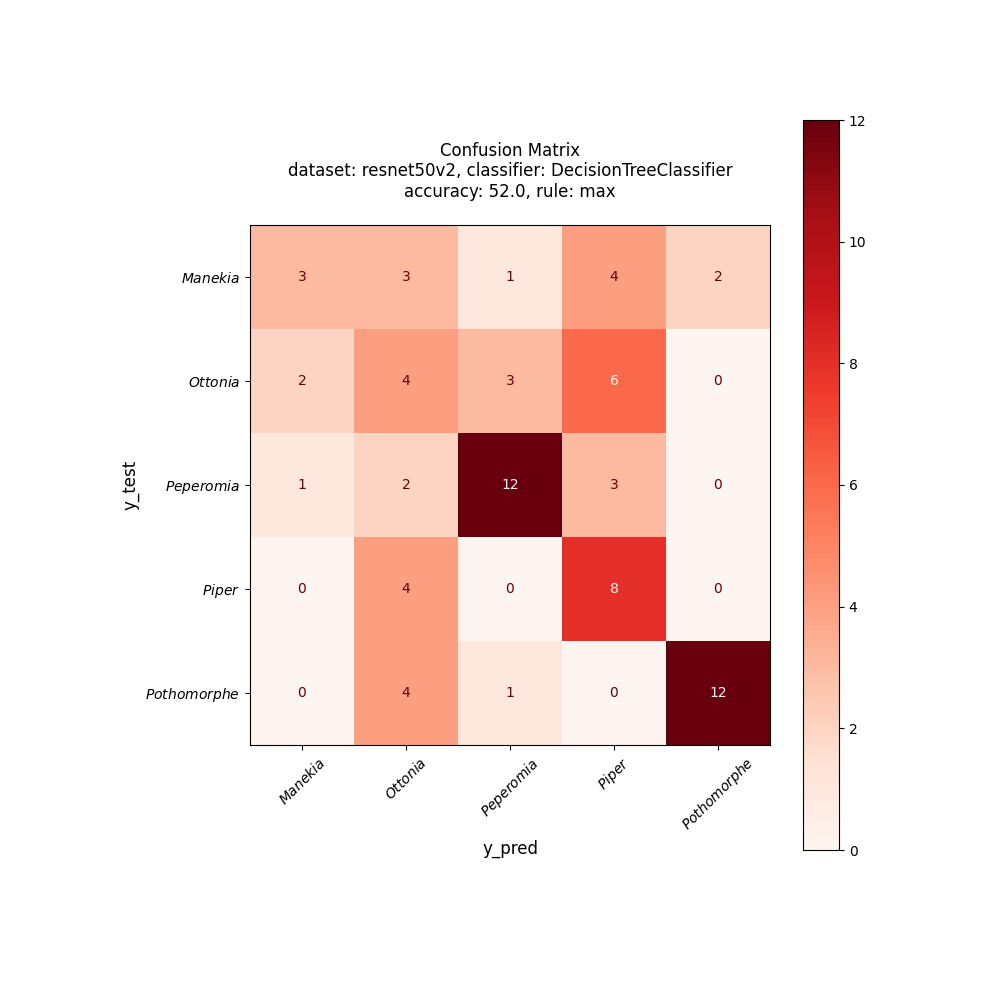 Confusion Matrix
dataset: resnet50v2, classifier: DecisionTreeClassifier
accuracy: 52.0, rule: max
12
10
8
6
4
2
0
y_test
Manekia 3 3 1 4 2
Ottonia 2 4 3 6 0
Peperomia 1 2 12 3 0
Piper 0 4 0 8 0
Pothomorphe 0 4 1 0 12
Manekia Ottonia Peperomia Piper Pothomorphe
y_pred